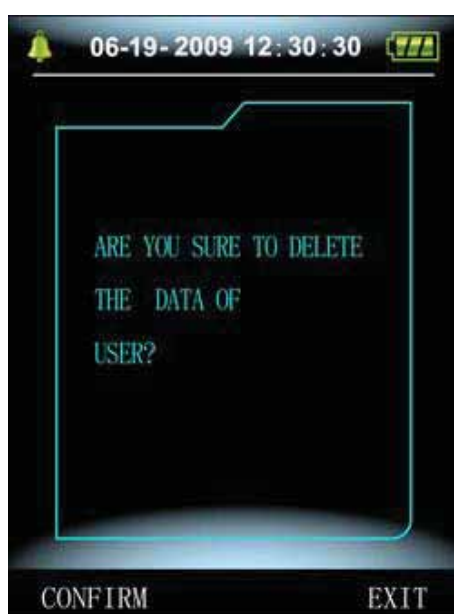 06-19-2009 12:30:30
ARE YOU SURE TO DELETE
THE DATA OF
USER?
CONFIRM EXIT